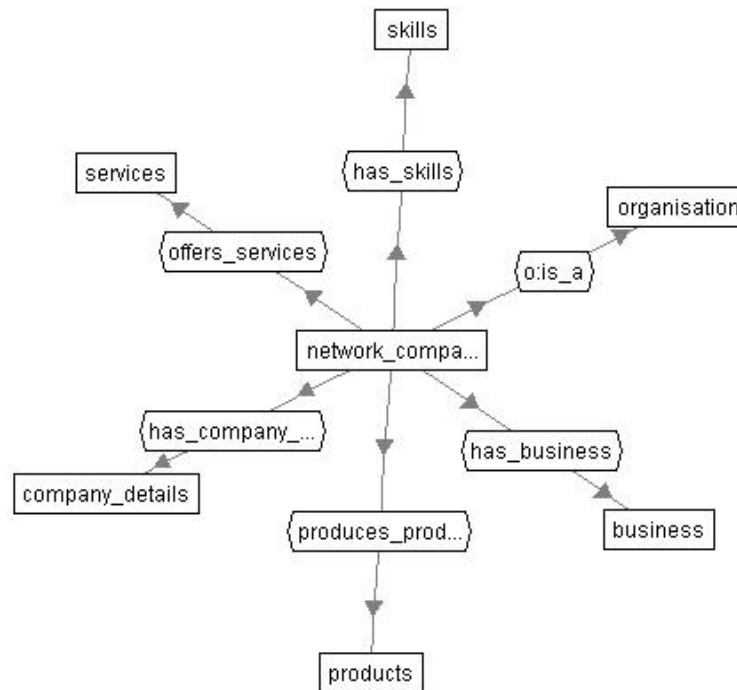 skills
has_skills
services
organisation
offers_services
o:is_a
network_compa...
has_company_...
has_business
company_details
produces_prod...
business
products